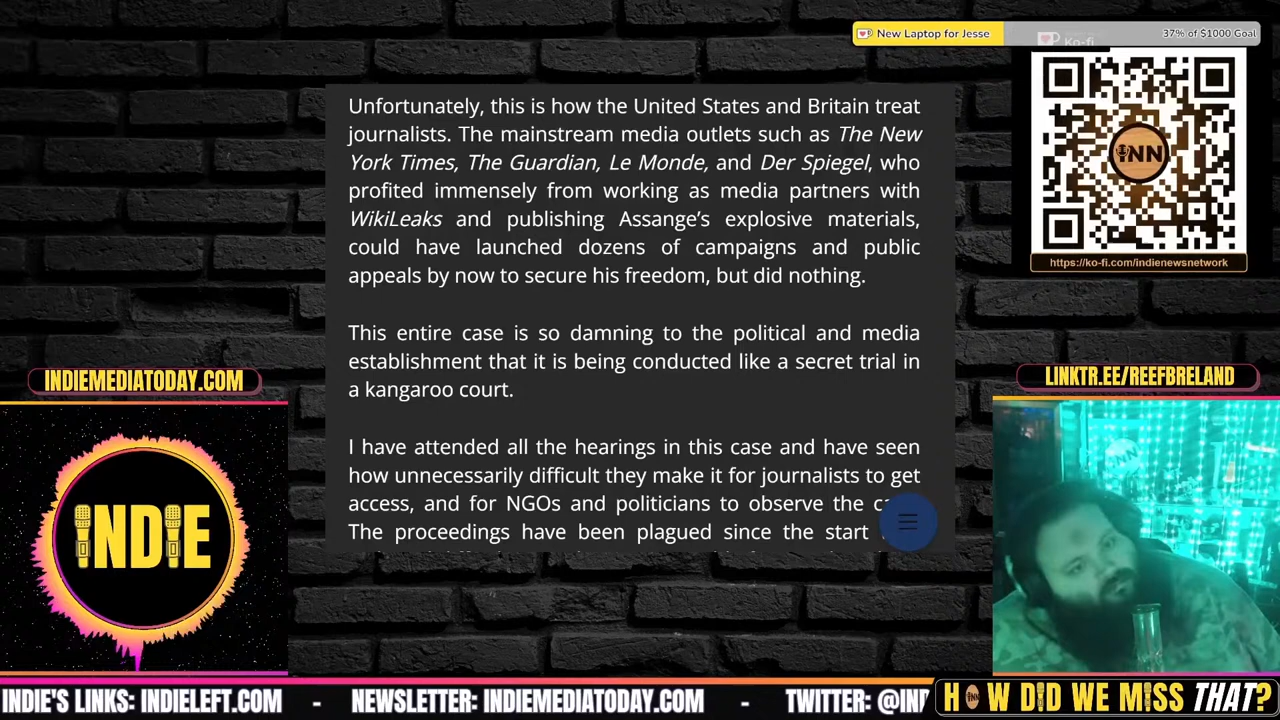 New Laptop for Jesse
37% of $1000 Goal
Ko-fi
iNN
https://ko-fi.com/indienewsnetwork
Unfortunately, this is how the United States and Britain treat
journalists. The mainstream media outlets such as The New
York Times, The Guardian, Le Monde, and Der Spiegel, who
profited immensely from working as media partners with
WikiLeaks and publishing Assange’s explosive materials,
could have launched dozens of campaigns and public
appeals by now to secure his freedom, but did nothing.
This entire case is so damning to the political and media
establishment that it is being conducted like a secret trial in
a kangaroo court.
I have attended all the hearings in this case and have seen
how unnecessarily difficult they make it for journalists to get
access, and for NGOs and politicians to observe the
The proceedings have been plagued since the start
INDIEMEDIATODAY.COM
INDIE
LINKTR.EE/REEFBRELAND
INDIE'S LINKS: INDIELEFT.COM - NEWSLETTER: INDIEMEDIATODAY.COM - TWITTER: @IN
HOW DID WE MISS THAT?